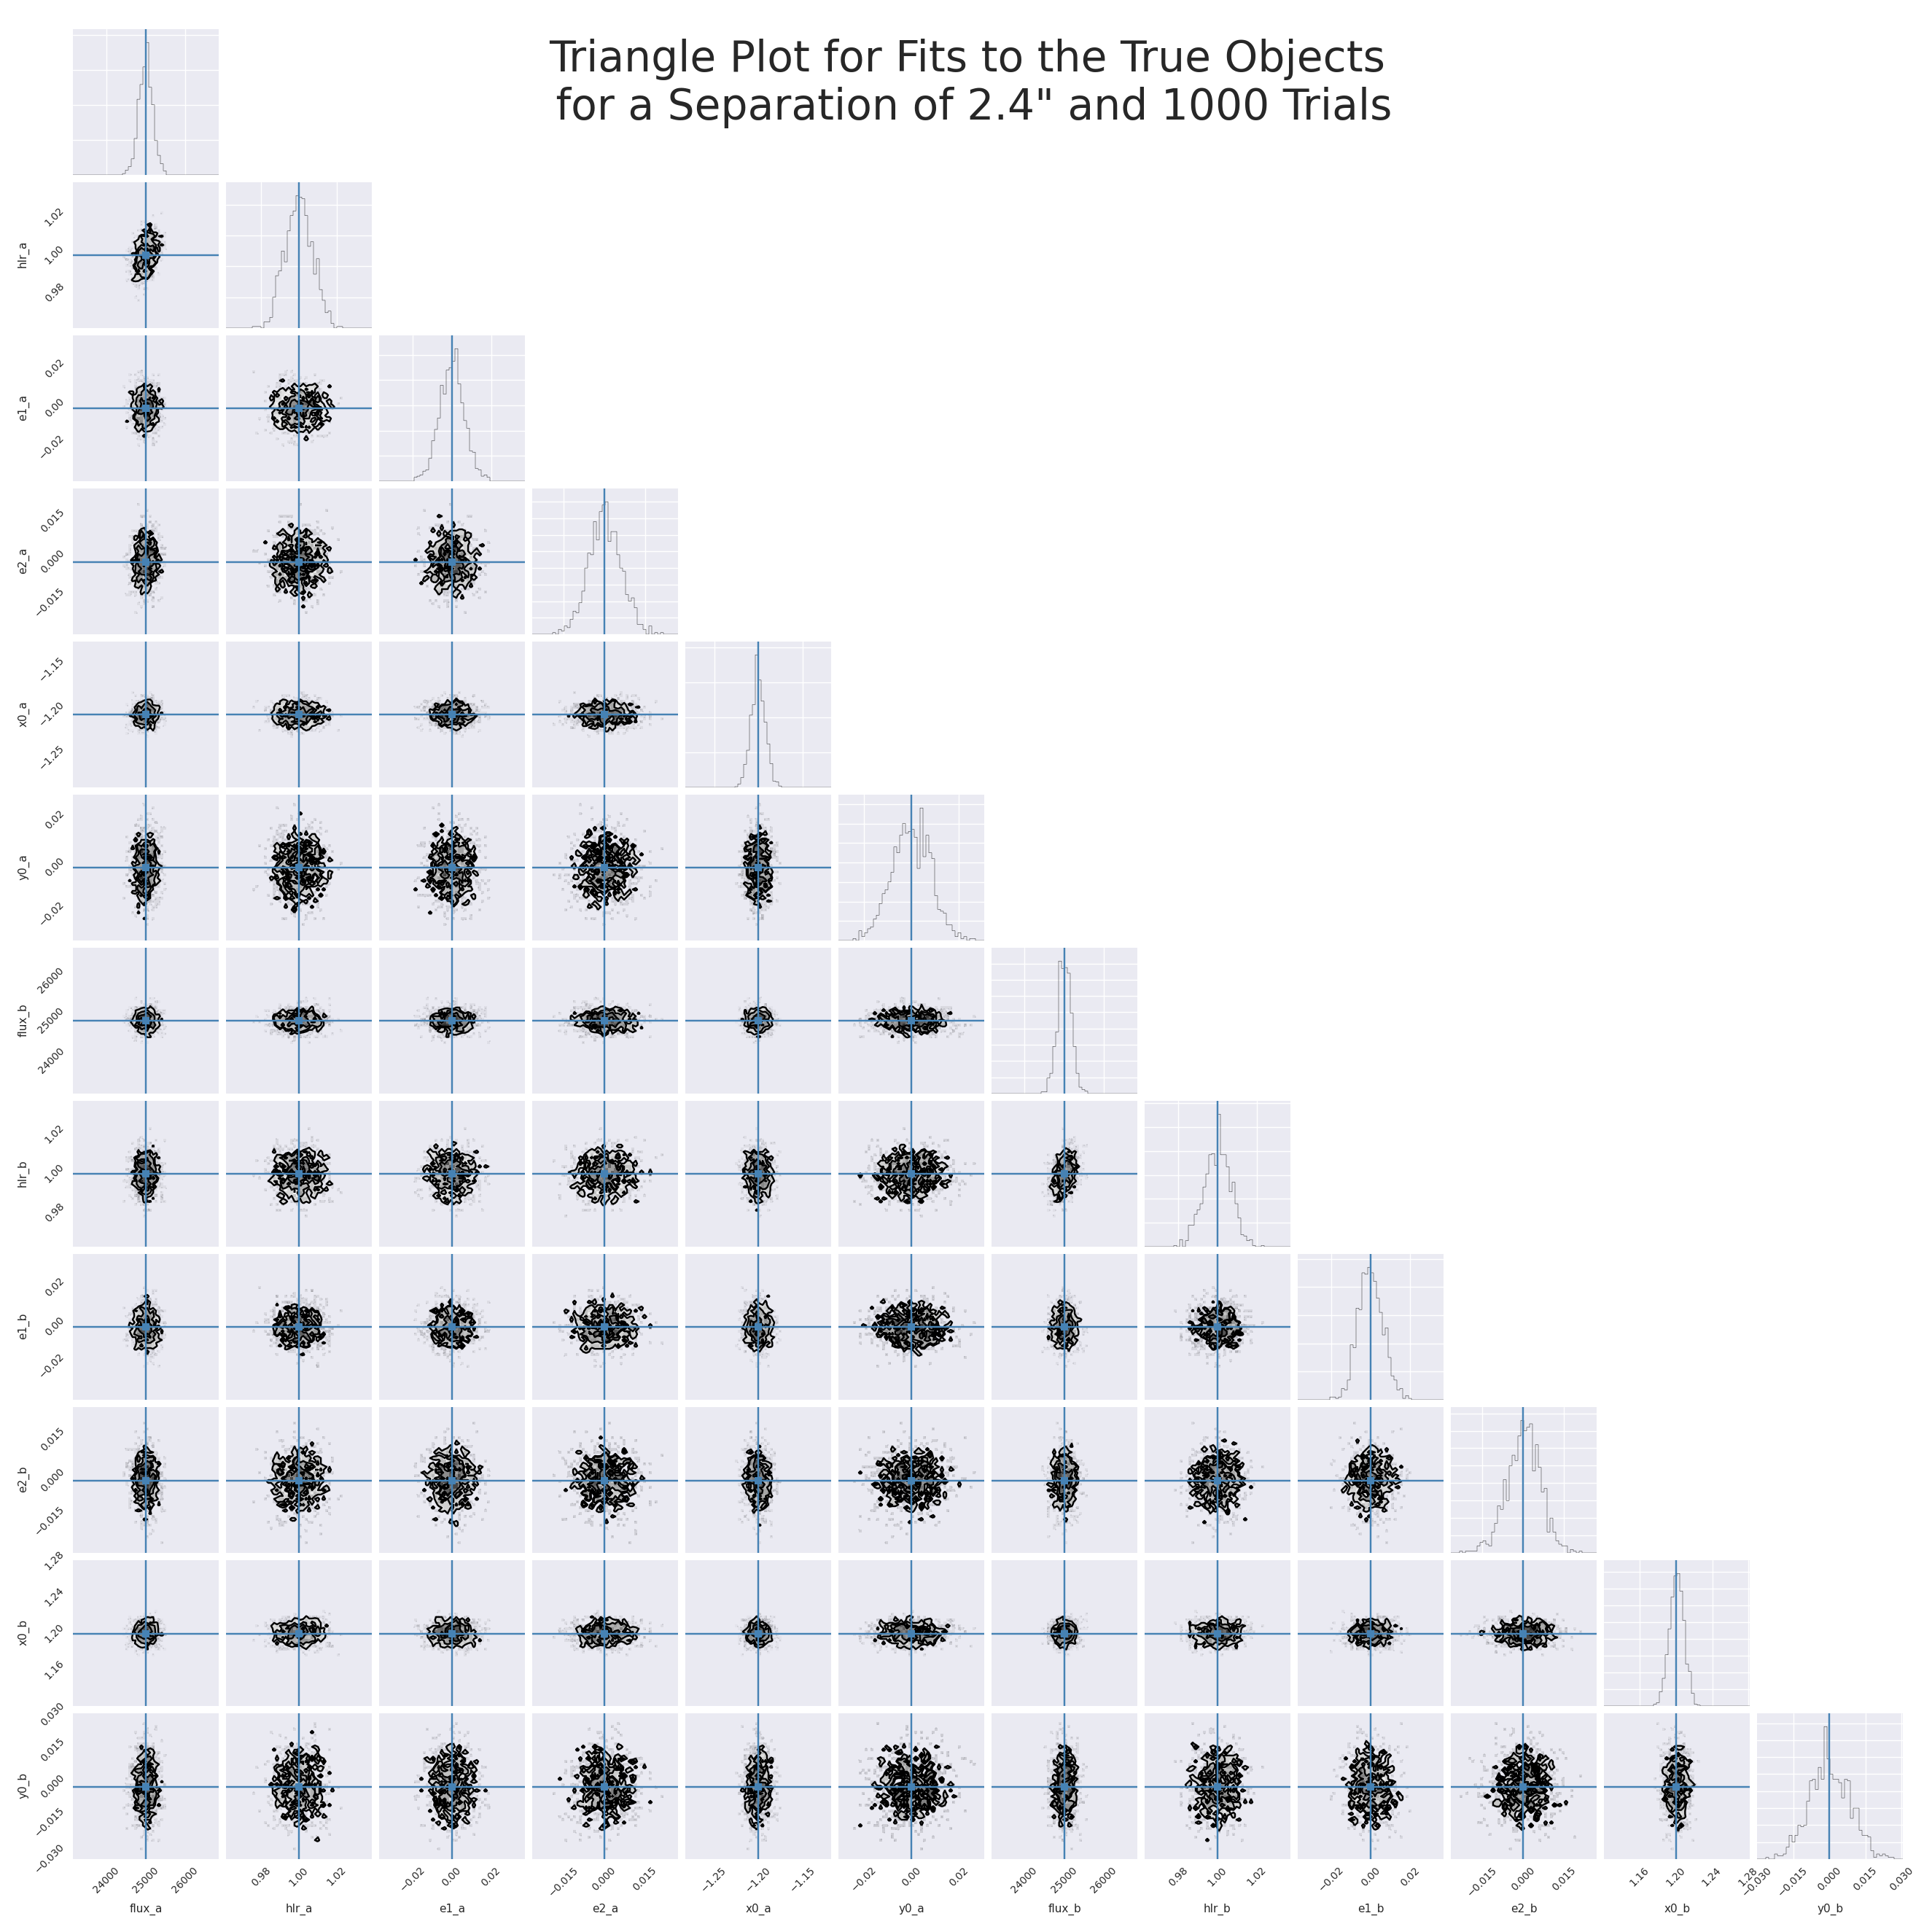 Triangle Plot for Fits to the True Objects
for a Separation of 2.4" and 1000 Trials
hlr_a
1.02
1.00
0.98
e1_a
0.02
0.00
−0.02
e2_a
0.015
0.000
−0.015
x0_a
−1.15
−1.20
−1.25
y0_a
0.02
0.00
−0.02
flux_b
26000
25000
24000
hlr_b
1.02
1.00
0.98
e1_b
0.02
0.00
−0.02
e2_b
0.015
0.000
−0.015
x0_b
1.28
1.24
1.20
1.16
y0_b
0.030
0.015
0.000
−0.015
−0.030
24000 25000 26000 0.98 1.00 1.02 −0.02 0.00 0.02 −0.015 0.000 0.015 −1.25 −1.20 −1.15 −0.02 0.00 0.02 24000 25000 26000 0.98 1.00 1.02 −0.02 0.00 0.02 −0.015 0.000 0.015 1.16 1.20 1.24 1.28 −0.030 −0.015 0.000 0.015 0.030
flux_a hlr_a e1_a e2_a x0_a y0_a flux_b hlr_b e1_b e2_b x0_b y0_b